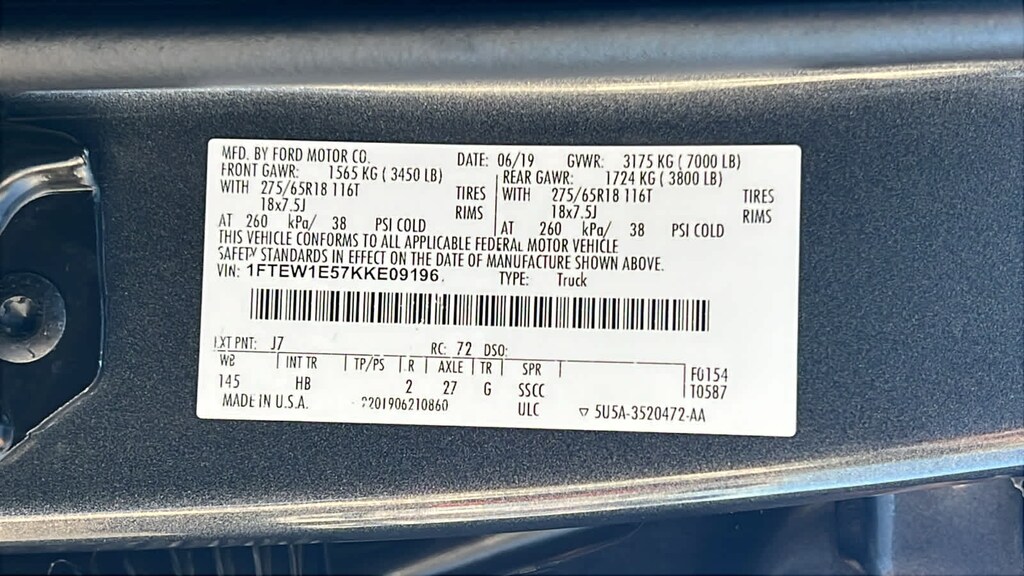 MFD. BY FORD MOTOR CO. DATE: 06/19 GVWR: 3175 KG ( 7000 LB)
FRONT GAWR: 1565 KG ( 3450 LB) REAR GAWR: 1724 KG ( 3800 LB)
WITH 275/65R18 116T TIRES WITH 275/65R18 116T TIRES
18x7.5J RIMS 18x7.5J RIMS
AT 260 kPa/ 38 PSI COLD AT 260 kPa/ 38 PSI COLD
THIS VEHICLE CONFORMS TO ALL APPLICABLE FEDERAL MOTOR VEHICLE
SAFETY STANDARDS IN EFFECT ON THE DATE OF MANUFACTURE SHOWN ABOVE.
VIN: 1FTEW1E57KKE09196 TYPE: Truck
EXT PNT: J7 RC: 72 DSO:
WB INT TR TP/PS R AXLE TR SPR F0154
145 HB 2 27 G SSCC T0587
MADE IN U.S.A. 201906210860 ULC ▽ 5U5A-3520472-AA